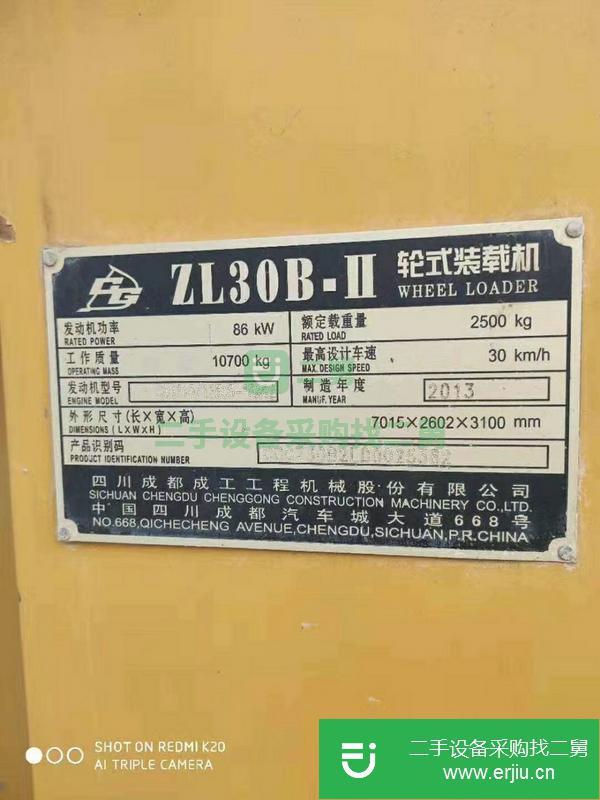 ZL30B-II 轮式装载机
WHEEL LOADER
发动机功率 86 kW 额定载重量 2500 kg
RATED POWER RATED LOAD
工作质量 10700 kg 最高设计车速 30 km/h
OPERATING MASS MAX. DESIGN SPEED
发动机型号 制造年度 2013
ENGINE MODEL MANUF. YEAR
外形尺寸(长×宽×高) 7015×2602×3100 mm
DIMENSIONS (L×W×H)
二手设备采购找二舅
产品识别码
PRODUCT IDENTIFICATION NUMBER
四川成都成工工程机械股份有限公司
SICHUAN CHENGDU CHENGGONG CONSTRUCTION MACHINERY CO.,LTD.
中国四川成都汽车城大道668号
NO.668,QICHECHENG AVENUE,CHENGDU,SICHUAN,P.R.CHINA
SHOT ON REDMI K20
AI TRIPLE CAMERA
二手设备采购找二舅
www.erjiu.cn